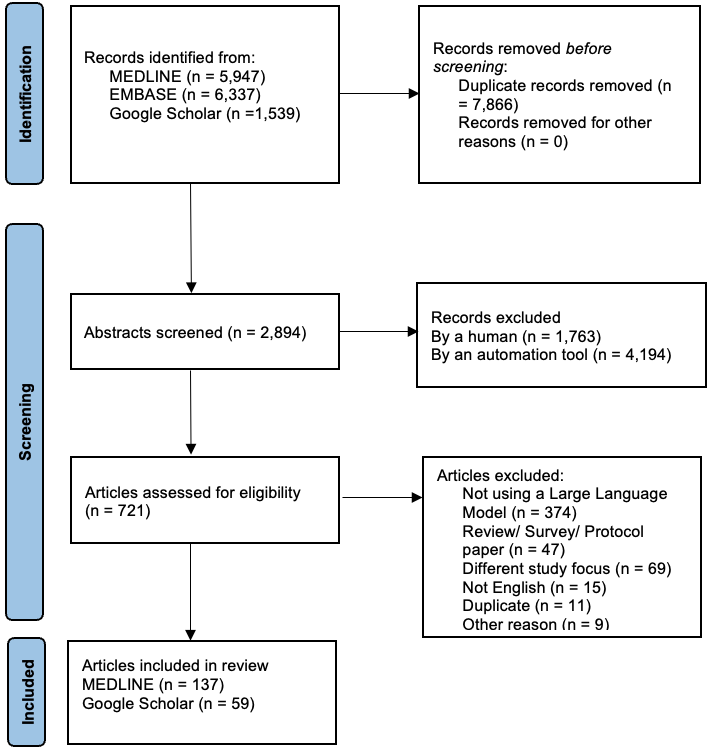 Identification
Records identified from:
MEDLINE (n = 5,947)
EMBASE (n = 6,337)
Google Scholar (n =1,539)
Records removed before
screening:
Duplicate records removed (n
= 7,866)
Records removed for other
reasons (n = 0)
Screening
Abstracts screened (n = 2,894)
Records excluded
By a human (n = 1,763)
By an automation tool (n = 4,194)
Articles assessed for eligibility
(n = 721)
Articles excluded:
Not using a Large Language
Model (n = 374)
Review/ Survey/ Protocol
paper (n = 47)
Different study focus (n = 69)
Not English (n = 15)
Duplicate (n = 11)
Other reason (n = 9)
Included
Articles included in review
MEDLINE (n = 137)
Google Scholar (n = 59)